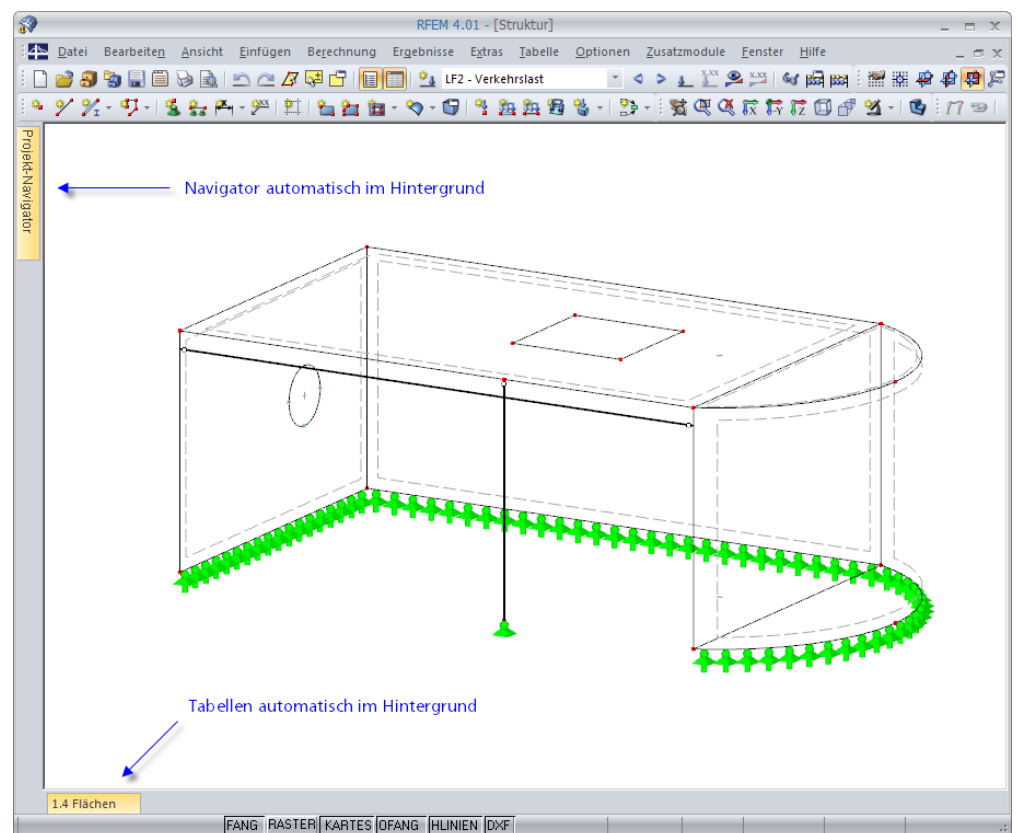 RFEM 4.01 - [Struktur]
Datei Bearbeiten Ansicht Einfügen Berechnung Ergebnisse Extras Tabelle Optionen Zusatzmodule Fenster Hilfe
LF2 - Verkehrslast
Projekt-Navigator
Navigator automatisch im Hintergrund
Tabellen automatisch im Hintergrund
1.4 Flächen
FANG RASTER KARTES OFANG HLINIEN DXF